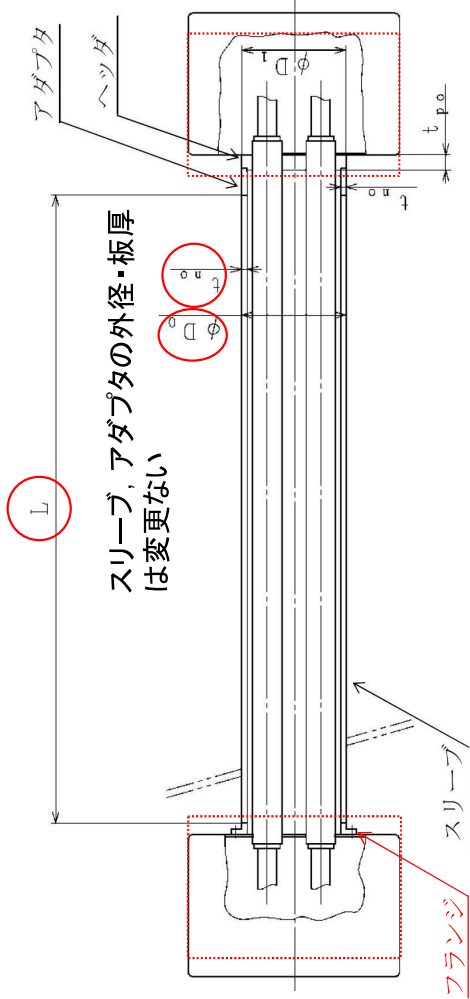 アダプタ
ヘッダ
φD1
tpo
tno
tno
φDo
L
スリーブ，アダプタの外径・板厚
は変更ない
スリーブ
フランジ